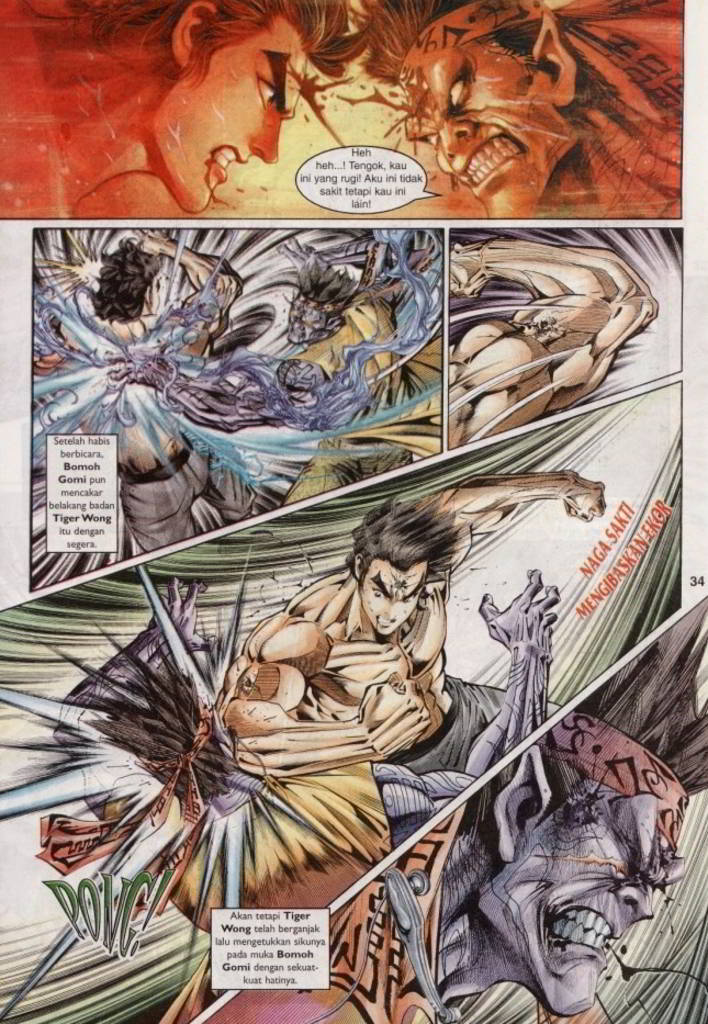 Heh
heh...! Tengok, kau
ini yang rugi! Aku ini tidak
sakit tetapi kau ini
lain!
Setelah habis
berbicara,
Bomoh
Gomi pun
mencakar
belakang badan
Tiger Wong
itu dengan
segera.
NAGA SAKTI
MENGIBASKAN EKOR
34
PONG!
Akan tetapi Tiger
Wong telah berganjak
lalu mengetukkan sikunya
pada muka Bomoh
Gomi dengan sekuat-
kuat hatinya.